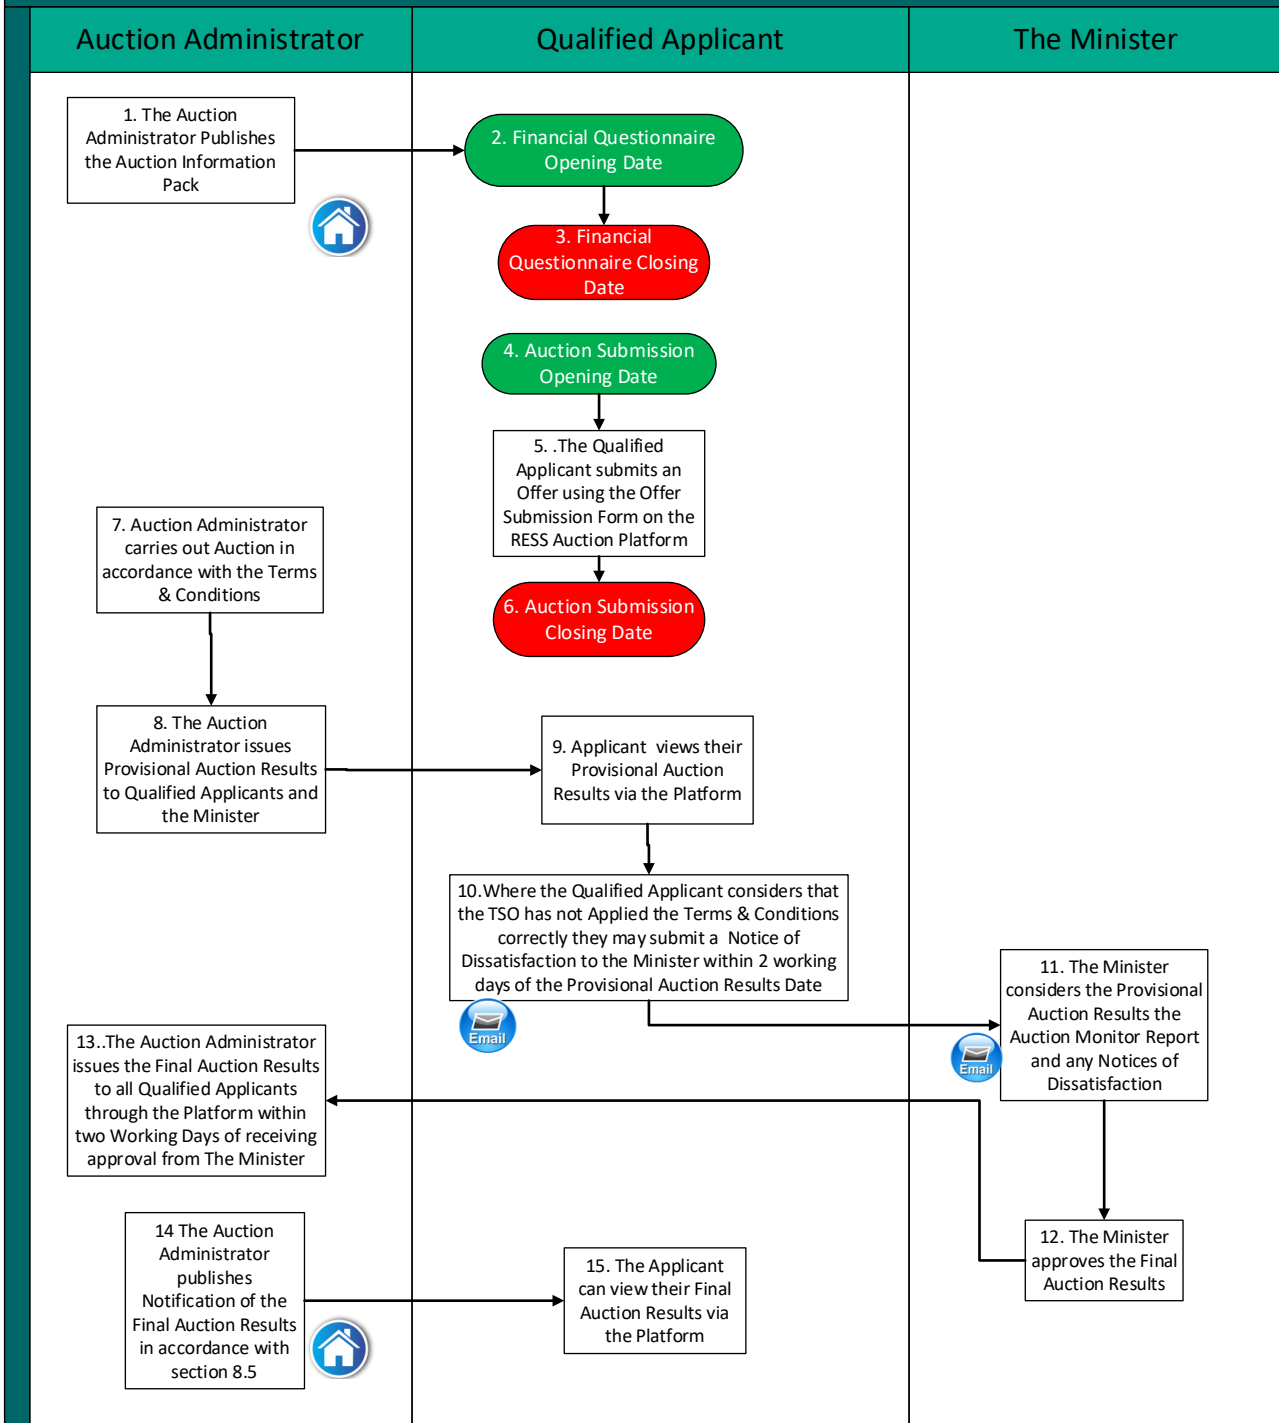 Auction Administrator
Qualified Applicant
The Minister
1. The Auction
Administrator Publishes
the Auction Information
Pack
2. Financial Questionnaire
Opening Date
3. Financial
Questionnaire Closing
Date
4. Auction Submission
Opening Date
5. .The Qualified
Applicant submits an
Offer using the Offer
Submission Form on the
RESS Auction Platform
6. Auction Submission
Closing Date
7. Auction Administrator
carries out Auction in
accordance with the Terms
& Conditions
8. The Auction
Administrator issues
Provisional Auction Results
to Qualified Applicants and
the Minister
9. Applicant  views their
Provisional Auction
Results via the Platform
10.Where the Qualified Applicant considers that
the TSO has not Applied the Terms & Conditions
correctly they may submit a  Notice of
Dissatisfaction to the Minister within 2 working
days of the Provisional Auction Results Date
Email
11. The Minister
considers the Provisional
Auction Results the
Auction Monitor Report
and any Notices of
Dissatisfaction
Email
12. The Minister
approves the Final
Auction Results
13..The Auction Administrator
issues the Final Auction Results
to all Qualified Applicants
through the Platform within
two Working Days of receiving
approval from The Minister
14 The Auction
Administrator
publishes
Notification of the
Final Auction Results
in accordance with
section 8.5
15. The Applicant
can view their Final
Auction Results via
the Platform